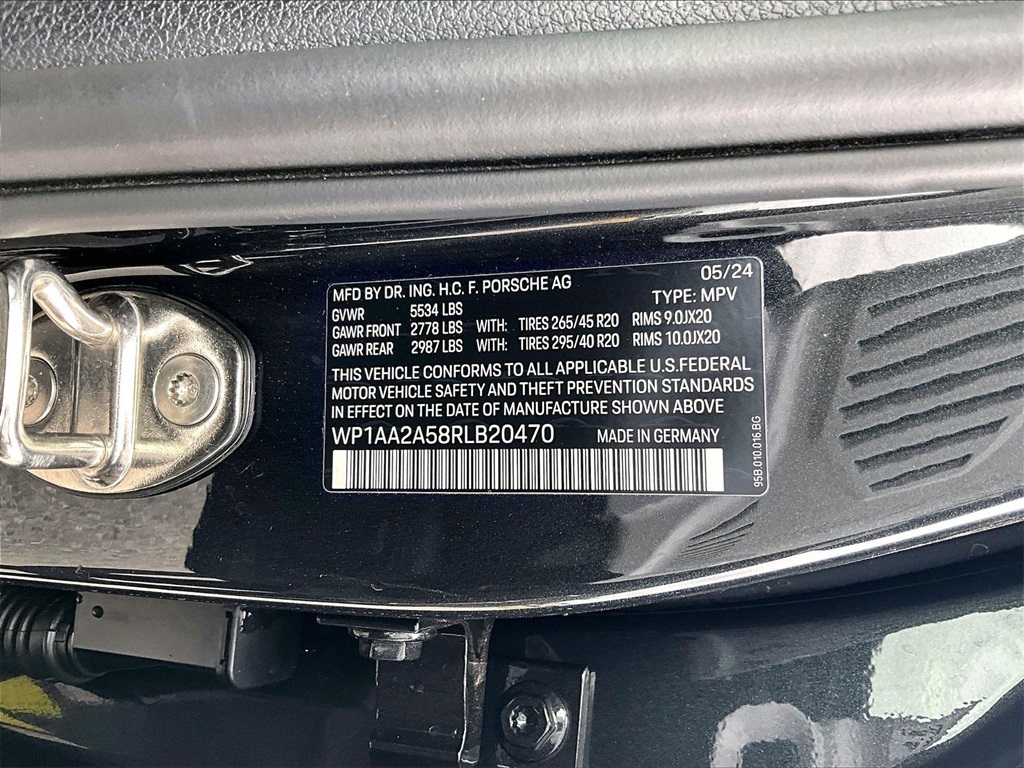 MFD BY DR. ING. H.C. F. PORSCHE AG 05/24
GVWR 5534 LBS TYPE: MPV
GAWR FRONT 2778 LBS WITH: TIRES 265/45 R20 RIMS 9.0JX20
GAWR REAR 2987 LBS WITH: TIRES 295/40 R20 RIMS 10.0JX20
THIS VEHICLE CONFORMS TO ALL APPLICABLE U.S.FEDERAL
MOTOR VEHICLE SAFETY AND THEFT PREVENTION STANDARDS
IN EFFECT ON THE DATE OF MANUFACTURE SHOWN ABOVE
WP1AA2A58RLB20470 MADE IN GERMANY
95B.010.016.BG